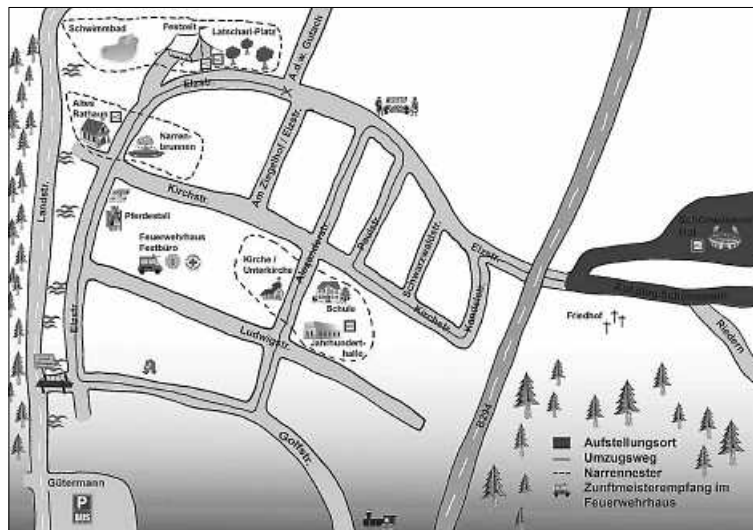 Schwimmbad
Festzelt
Latschari-Platz
A.d.w. Gutach
Elzstr.
Altes
Rathaus
Narren-
brunnen
Am Ziegelhof / Elzstr.
Landstr.
Kirchstr.
Pferdestall
Feuerwehrhaus
Festbüro
Kirche /
Unterkirche
Paulstr.
Schwarzwaldstr.
Elzstr.
Kirchstr.
Schule
Jahrhundert-
halle
Elzstr.
Ludwigstr.
Friedhof
Riedern
B294
Golfstr.
Gütermann
P
BUS
Aufstellungsort
Umzugsweg
Narrennester
Zunftmeisterempfang im
Feuerwehrhaus